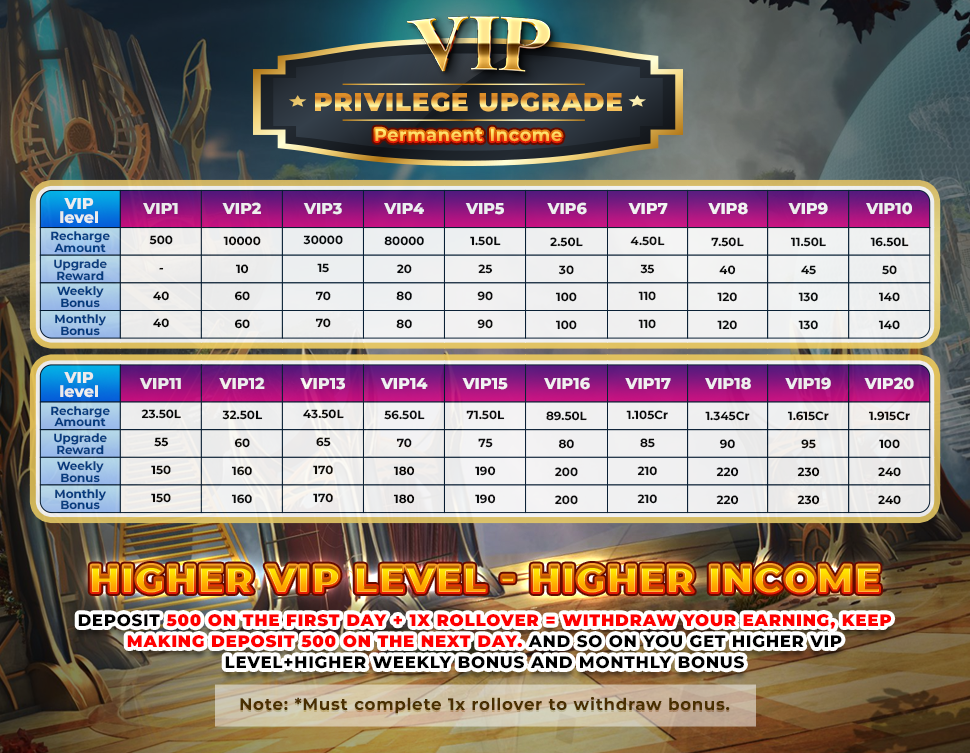 VIP
PRIVILEGE UPGRADE
Permanent Income
VIP level VIP1 VIP2 VIP3 VIP4 VIP5 VIP6 VIP7 VIP8 VIP9 VIP10
Recharge Amount 500 10000 30000 80000 1.50L 2.50L 4.50L 7.50L 11.50L 16.50L
Upgrade Reward - 10 15 20 25 30 35 40 45 50
Weekly Bonus 40 60 70 80 90 100 110 120 130 140
Monthly Bonus 40 60 70 80 90 100 110 120 130 140
VIP level VIP11 VIP12 VIP13 VIP14 VIP15 VIP16 VIP17 VIP18 VIP19 VIP20
Recharge Amount 23.50L 32.50L 43.50L 56.50L 71.50L 89.50L 1.105Cr 1.345Cr 1.615Cr 1.915Cr
Upgrade Reward 55 60 65 70 75 80 85 90 95 100
Weekly Bonus 150 160 170 180 190 200 210 220 230 240
Monthly Bonus 150 160 170 180 190 200 210 220 230 240
HIGHER VIP LEVEL - HIGHER INCOME
DEPOSIT 500 ON THE FIRST DAY + 1X ROLLOVER = WITHDRAW YOUR EARNING, KEEP
MAKING DEPOSIT 500 ON THE NEXT DAY. AND SO ON YOU GET HIGHER VIP
LEVEL+HIGHER WEEKLY BONUS AND MONTHLY BONUS
Note: *Must complete 1x rollover to withdraw bonus.